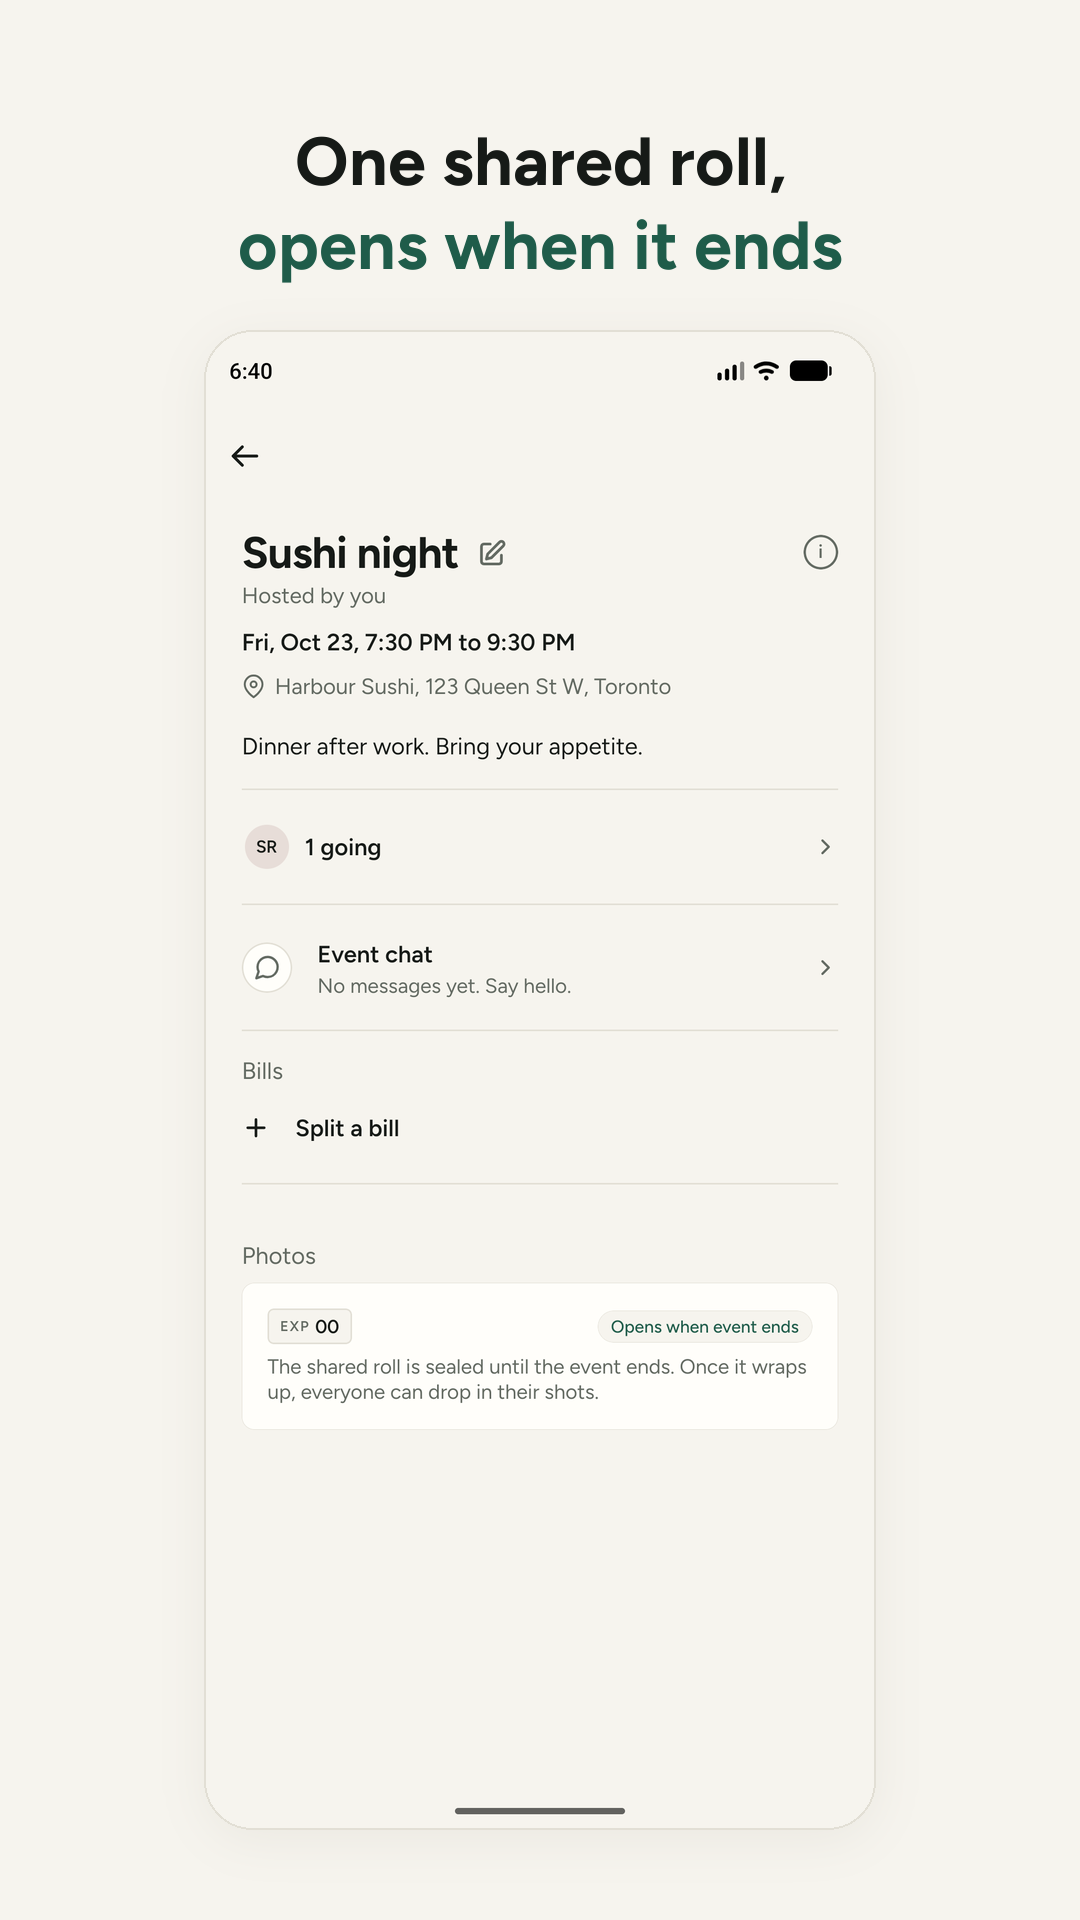 One shared roll,
opens when it ends
6:40
Sushi night
Hosted by you
Fri, Oct 23, 7:30 PM to 9:30 PM
Harbour Sushi, 123 Queen St W, Toronto
Dinner after work. Bring your appetite.
SR 1 going
Event chat
No messages yet. Say hello.
Bills
Split a bill
Photos
EXP 00 Opens when event ends
The shared roll is sealed until the event ends. Once it wraps
up, everyone can drop in their shots.